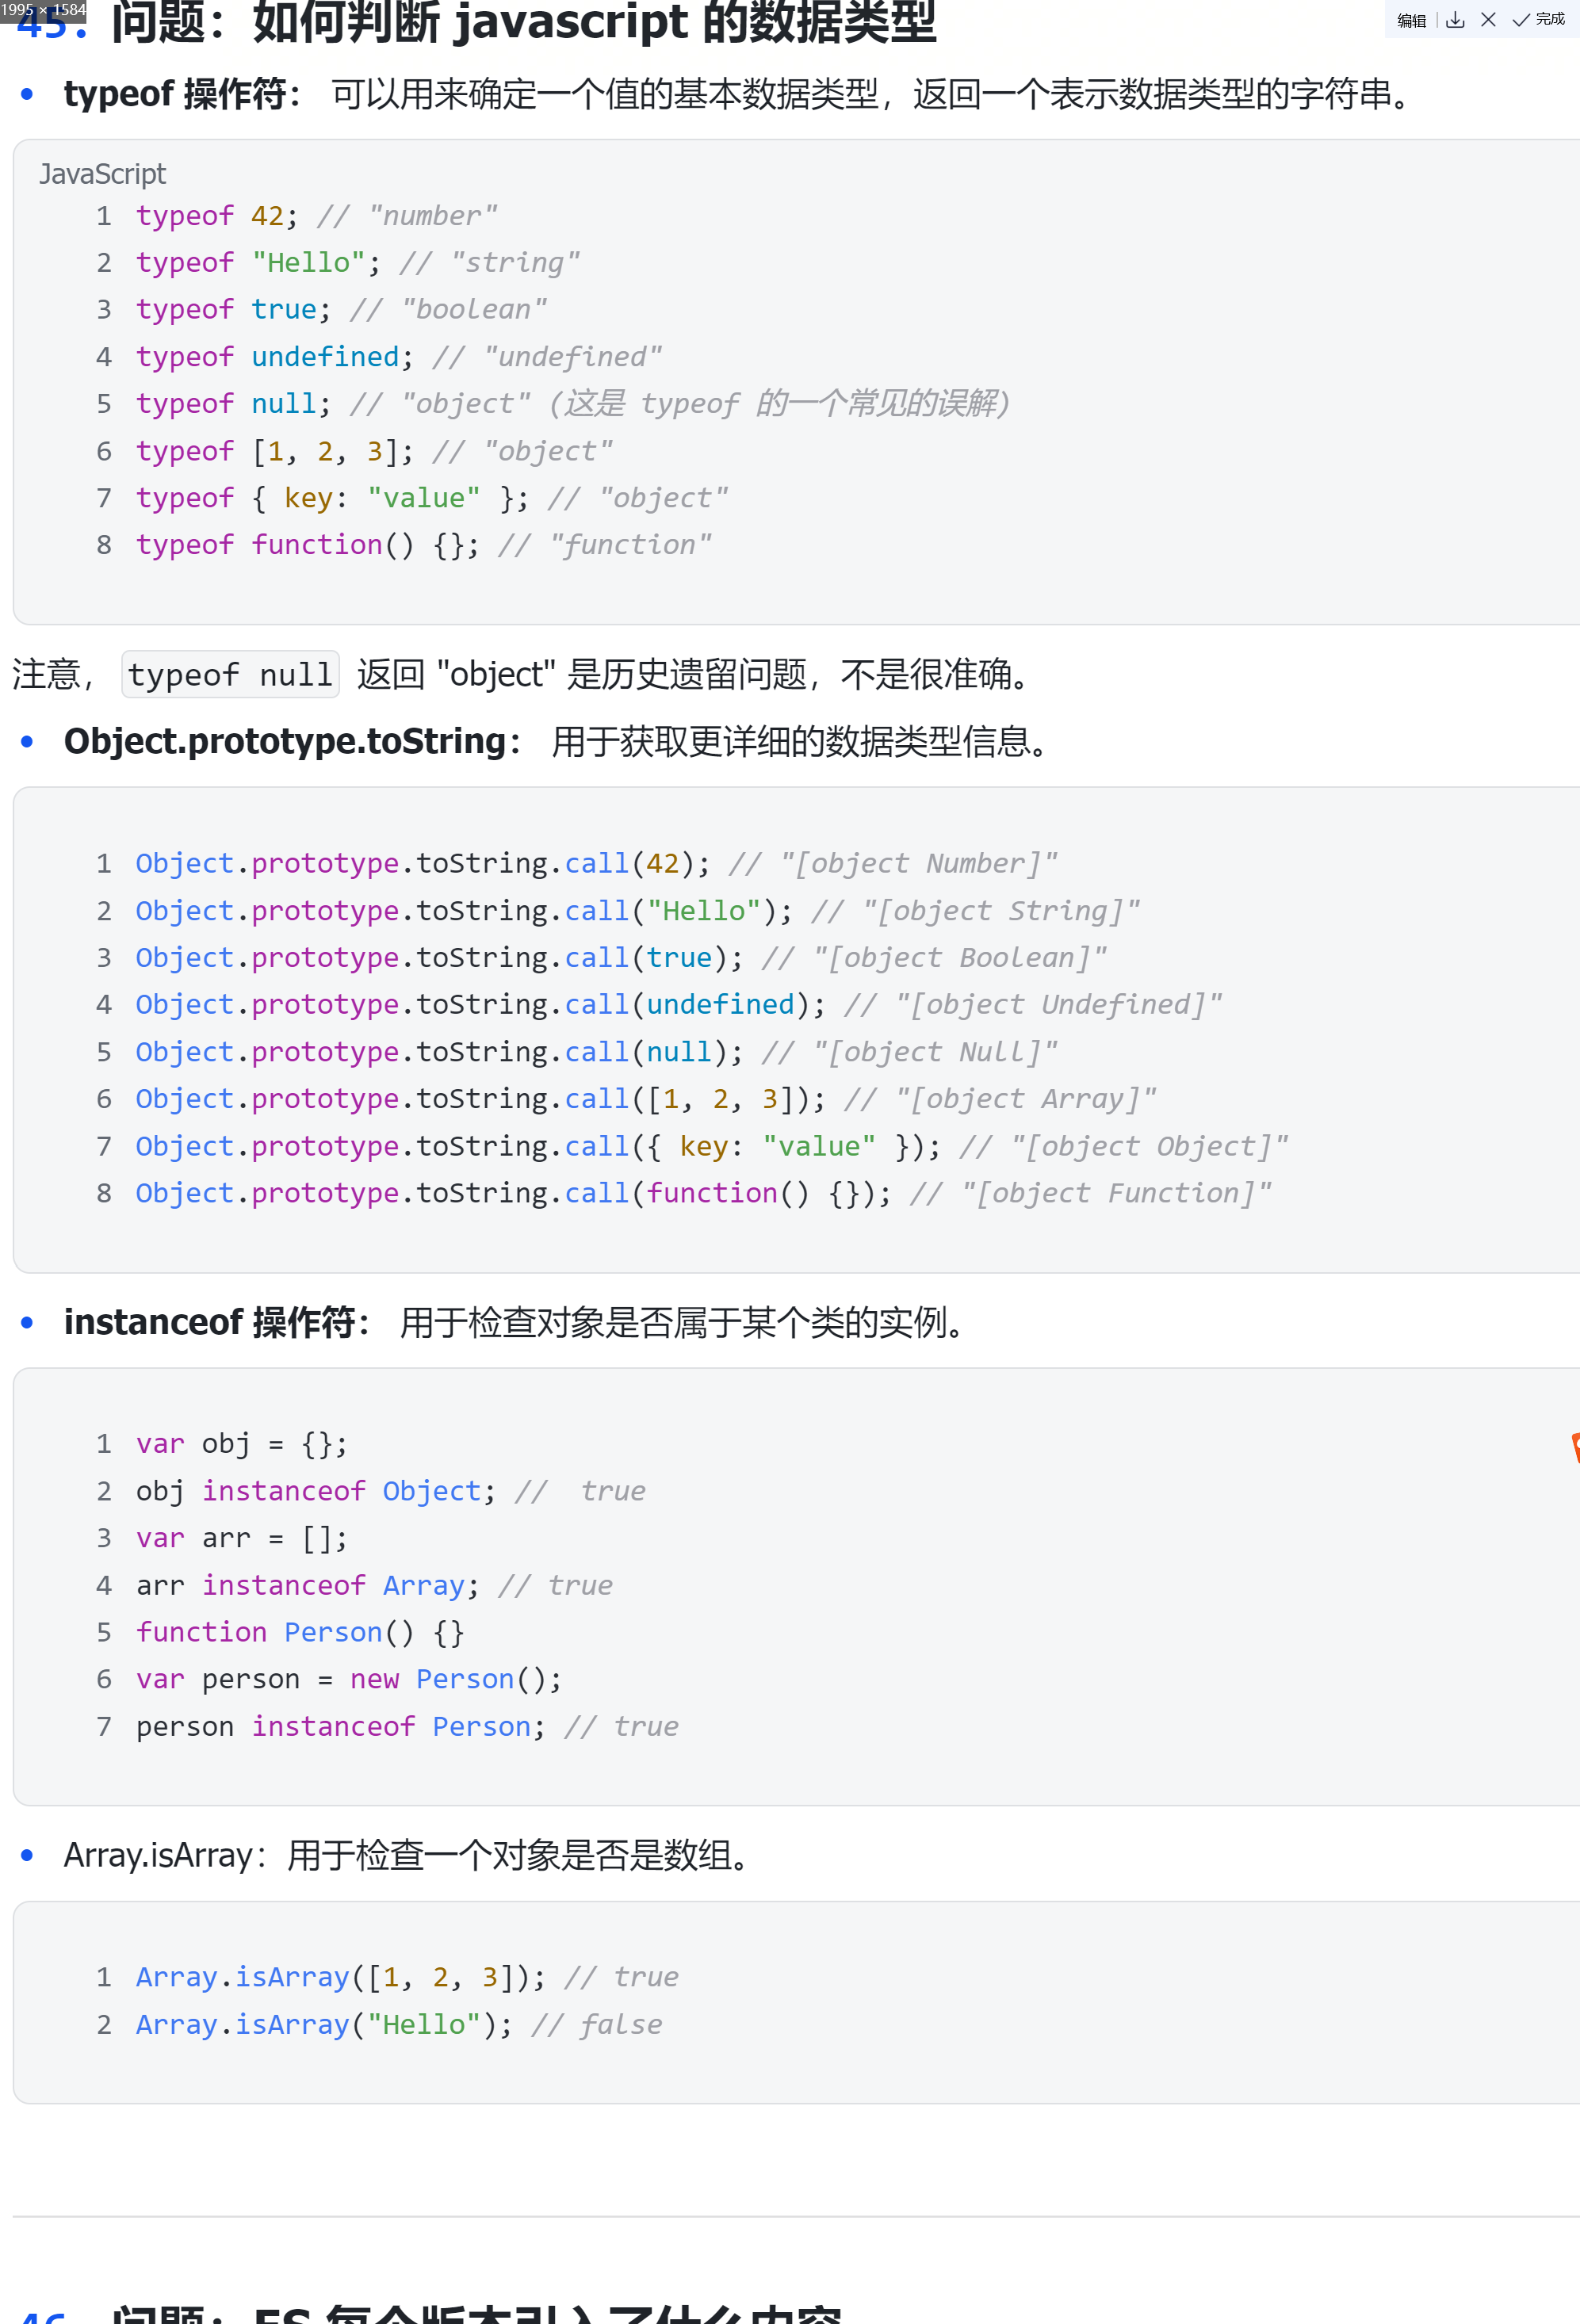 1995 × 1584
编辑
完成
45. 问题：如何判断 javascript 的数据类型
typeof 操作符： 可以用来确定一个值的基本数据类型，返回一个表示数据类型的字符串。
JavaScript
1 typeof 42; // "number"
2 typeof "Hello"; // "string"
3 typeof true; // "boolean"
4 typeof undefined; // "undefined"
5 typeof null; // "object" (这是 typeof 的一个常见的误解)
6 typeof [1, 2, 3]; // "object"
7 typeof { key: "value" }; // "object"
8 typeof function() {}; // "function"
注意， typeof null 返回 "object" 是历史遗留问题，不是很准确。
Object.prototype.toString： 用于获取更详细的数据类型信息。
1 Object.prototype.toString.call(42); // "[object Number]"
2 Object.prototype.toString.call("Hello"); // "[object String]"
3 Object.prototype.toString.call(true); // "[object Boolean]"
4 Object.prototype.toString.call(undefined); // "[object Undefined]"
5 Object.prototype.toString.call(null); // "[object Null]"
6 Object.prototype.toString.call([1, 2, 3]); // "[object Array]"
7 Object.prototype.toString.call({ key: "value" }); // "[object Object]"
8 Object.prototype.toString.call(function() {}); // "[object Function]"
instanceof 操作符： 用于检查对象是否属于某个类的实例。
1 var obj = {};
2 obj instanceof Object; //  true
3 var arr = [];
4 arr instanceof Array; // true
5 function Person() {}
6 var person = new Person();
7 person instanceof Person; // true
Array.isArray：用于检查一个对象是否是数组。
1 Array.isArray([1, 2, 3]); // true
2 Array.isArray("Hello"); // false
46. 问题：ES 每个版本引入了什么内容